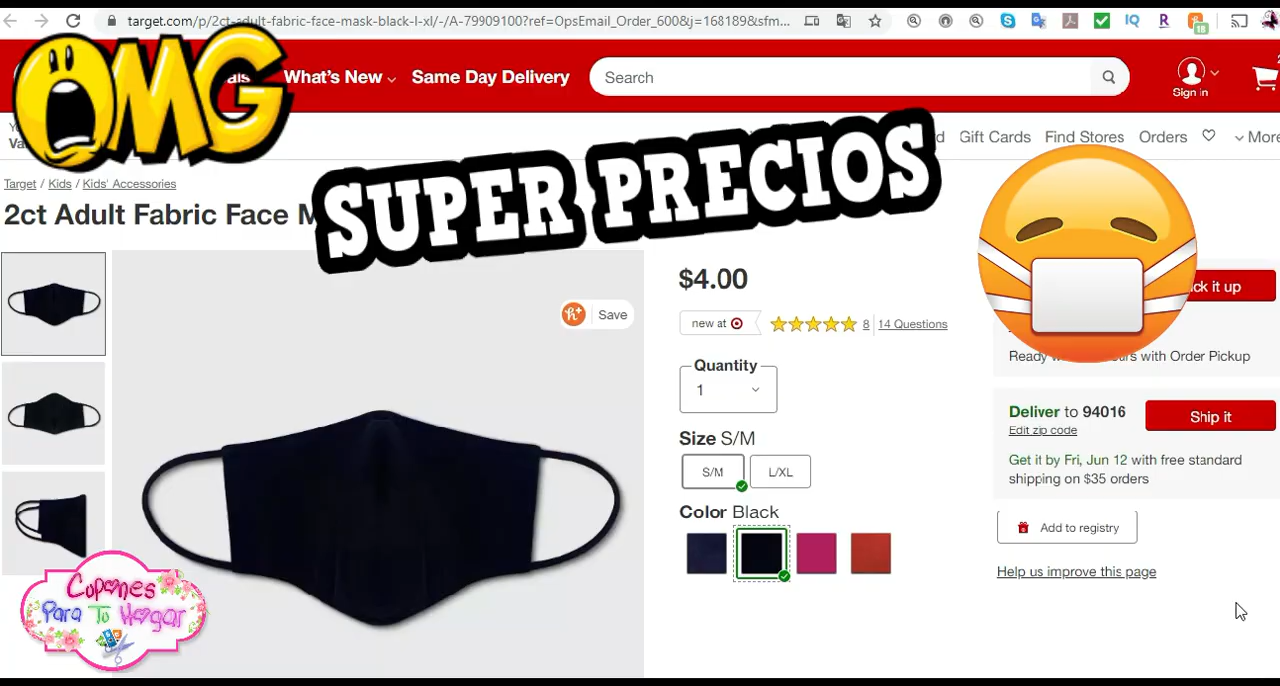 target.com/p/2ct-adult-fabric-face-mask-black-l-xl/-/A-79909100?ref=OpsEmail_Order_600&j=168189&sfm...
18
OMG
What's New
Same Day Delivery
Search
Sign in
SUPER PRECIOS
Gift Cards
Find Stores
Orders
More
Target / Kids / Kids' Accessories
2ct Adult Fabric Face
Save
$4.00
new at
8
14 Questions
Quantity
1
Size S/M
S/M
L/XL
Color Black
it up
Ready
with Order Pickup
Deliver to 94016
Edit zip code
Ship it
Get it by Fri, Jun 12 with free standard
shipping on $35 orders
Add to registry
Help us improve this page
Cupones
Para Tu Hogar